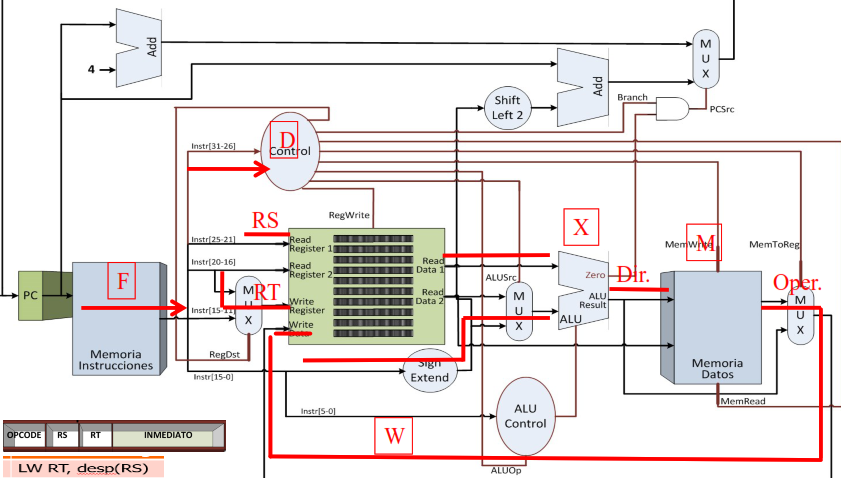 Add
4
Add
M
U
X
Shift
Left 2
Branch
PCSrc
Instr[31-26]
D
Control
RegWrite
RS
Instr[25-21]
Read
Register 1
Instr[20-16]
Read
Register 2
RT
M
U
X
Write
Register
Write
Instr[15-11]
RegDst
Read
Data 1
Read
Data 2
X
ALUSrc
M
U
X
Zero
ALU
Result
ALU
Dir.
MemWrite
M
MemToReg
Oper.
M
U
X
PC
F
Memoria
Instrucciones
Memoria
Datos
MemRead
Sign
Extend
Instr[15-0]
Instr[5-0]
W
ALU
Control
ALUOp
OPCODE RS RT INMEDIATO
LW RT, desp(RS)